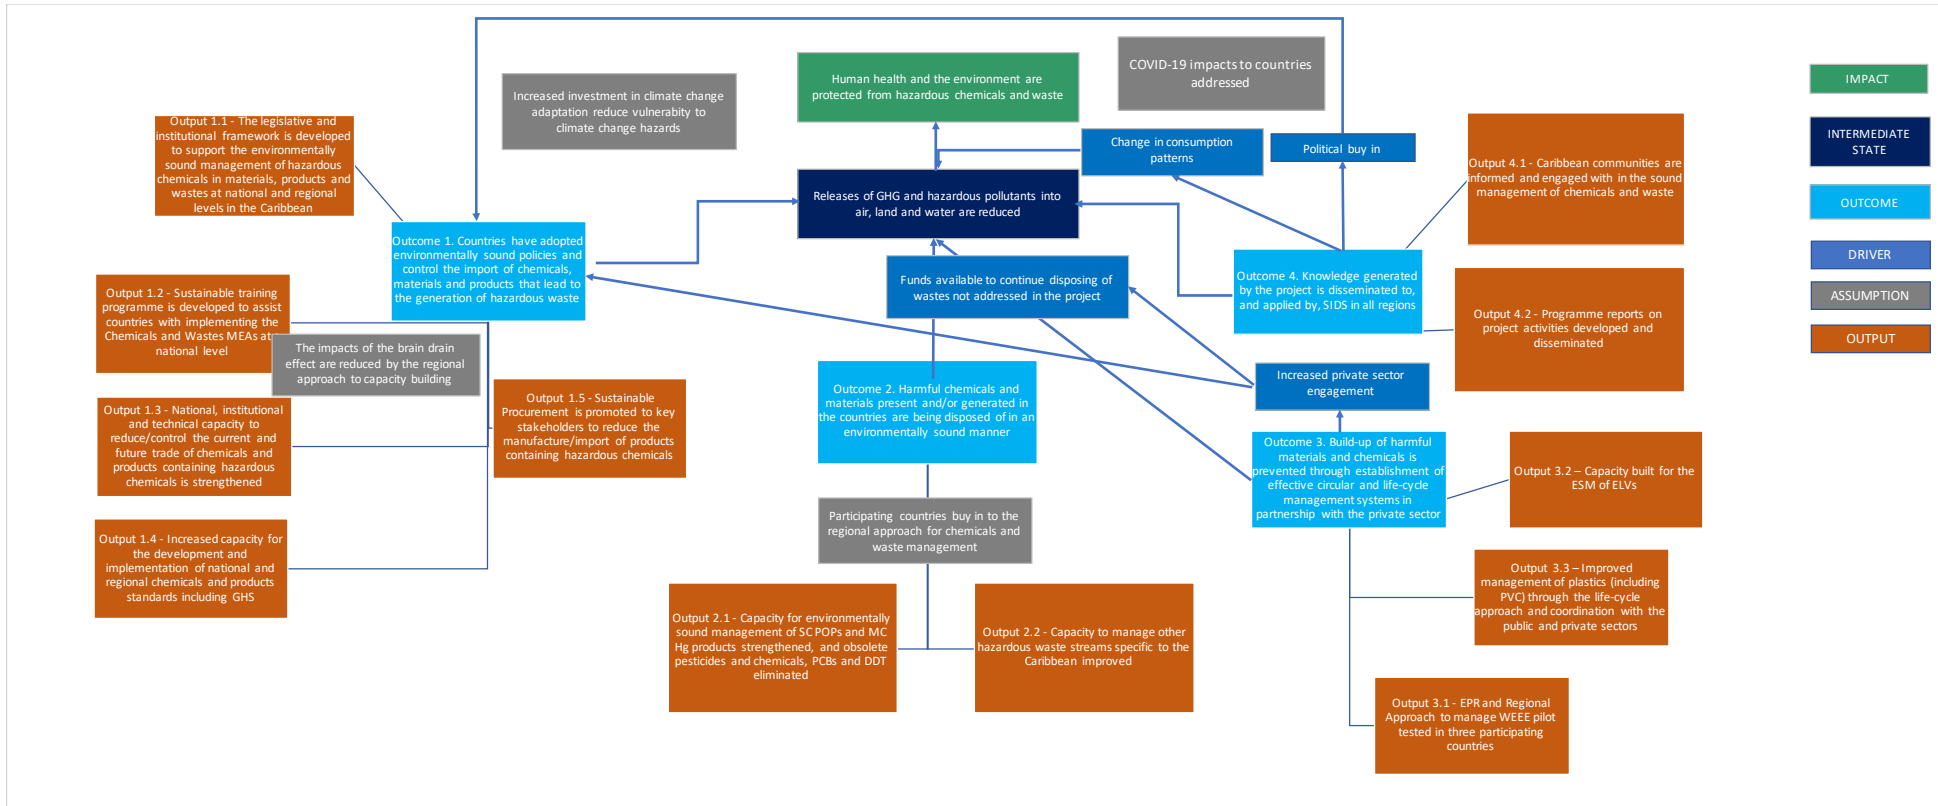 Increased investment in climate change
adaptation reduce vulnerabity to
climate change hazards
Human health and the environment are
protected from hazardous chemicals and waste
COVID-19 impacts to countries
addressed
Change in consumption
patterns
Political buy in
Releases of GHG and hazardous pollutants into
air, land and water are reduced
Funds available to continue disposing of
wastes not addressed in the project
Output 1.1 - The legislative and
institutional framework is developed
to support the environmentally
sound management of hazardous
chemicals in materials, products and
wastes at national and regional
levels in the Caribbean
Outcome 1. Countries have adopted
environmentally sound policies and
control the import of chemicals,
materials and products that lead to
the generation of hazardous waste
Output 1.2 - Sustainable training
programme is developed to assist
countries with implementing the
Chemicals and Wastes MEAs at
national level
The impacts of the brain drain
effect are reduced by the regional
approach to capacity building
Output 1.3 - National, institutional
and technical capacity to
reduce/control the current and
future trade of chemicals and
products containing hazardous
chemicals is strengthened
Output 1.5 - Sustainable
Procurement is promoted to key
stakeholders to reduce the
manufacture/import of products
containing hazardous chemicals
Output 1.4 - Increased capacity for
the development and
implementation of national and
regional chemicals and products
standards including GHS
Outcome 2. Harmful chemicals and
materials present and/or generated in
the countries are being disposed of in an
environmentally sound manner
Participating countries buy in to the
regional approach for chemicals and
waste management
Output 2.1 - Capacity for environmentally
sound management of SC POPs and MC
Hg products strengthened, and obsolete
pesticides and chemicals, PCBs and DDT
eliminated
Output 2.2 - Capacity to manage other
hazardous waste streams specific to the
Caribbean improved
Output 4.1 - Caribbean communities are
informed and engaged with in the sound
management of chemicals and waste
Outcome 4. Knowledge generated
by the project is disseminated to,
and applied by, SIDS in all regions
Output 4.2 - Programme reports on
project activities developed and
disseminated
Increased private sector
engagement
Outcome 3. Build-up of harmful
materials and chemicals is
prevented through establishment of
effective circular and life-cycle
management systems in
partnership with the private sector
Output 3.2 – Capacity built for the
ESM of ELVs
Output 3.3 – Improved
management of plastics (including
PVC) through the life-cycle
approach and coordination with the
public and private sectors
Output 3.1 - EPR and Regional
Approach to manage WEEE pilot
tested in three participating
countries
IMPACT
INTERMEDIATE
STATE
OUTCOME
DRIVER
ASSUMPTION
OUTPUT